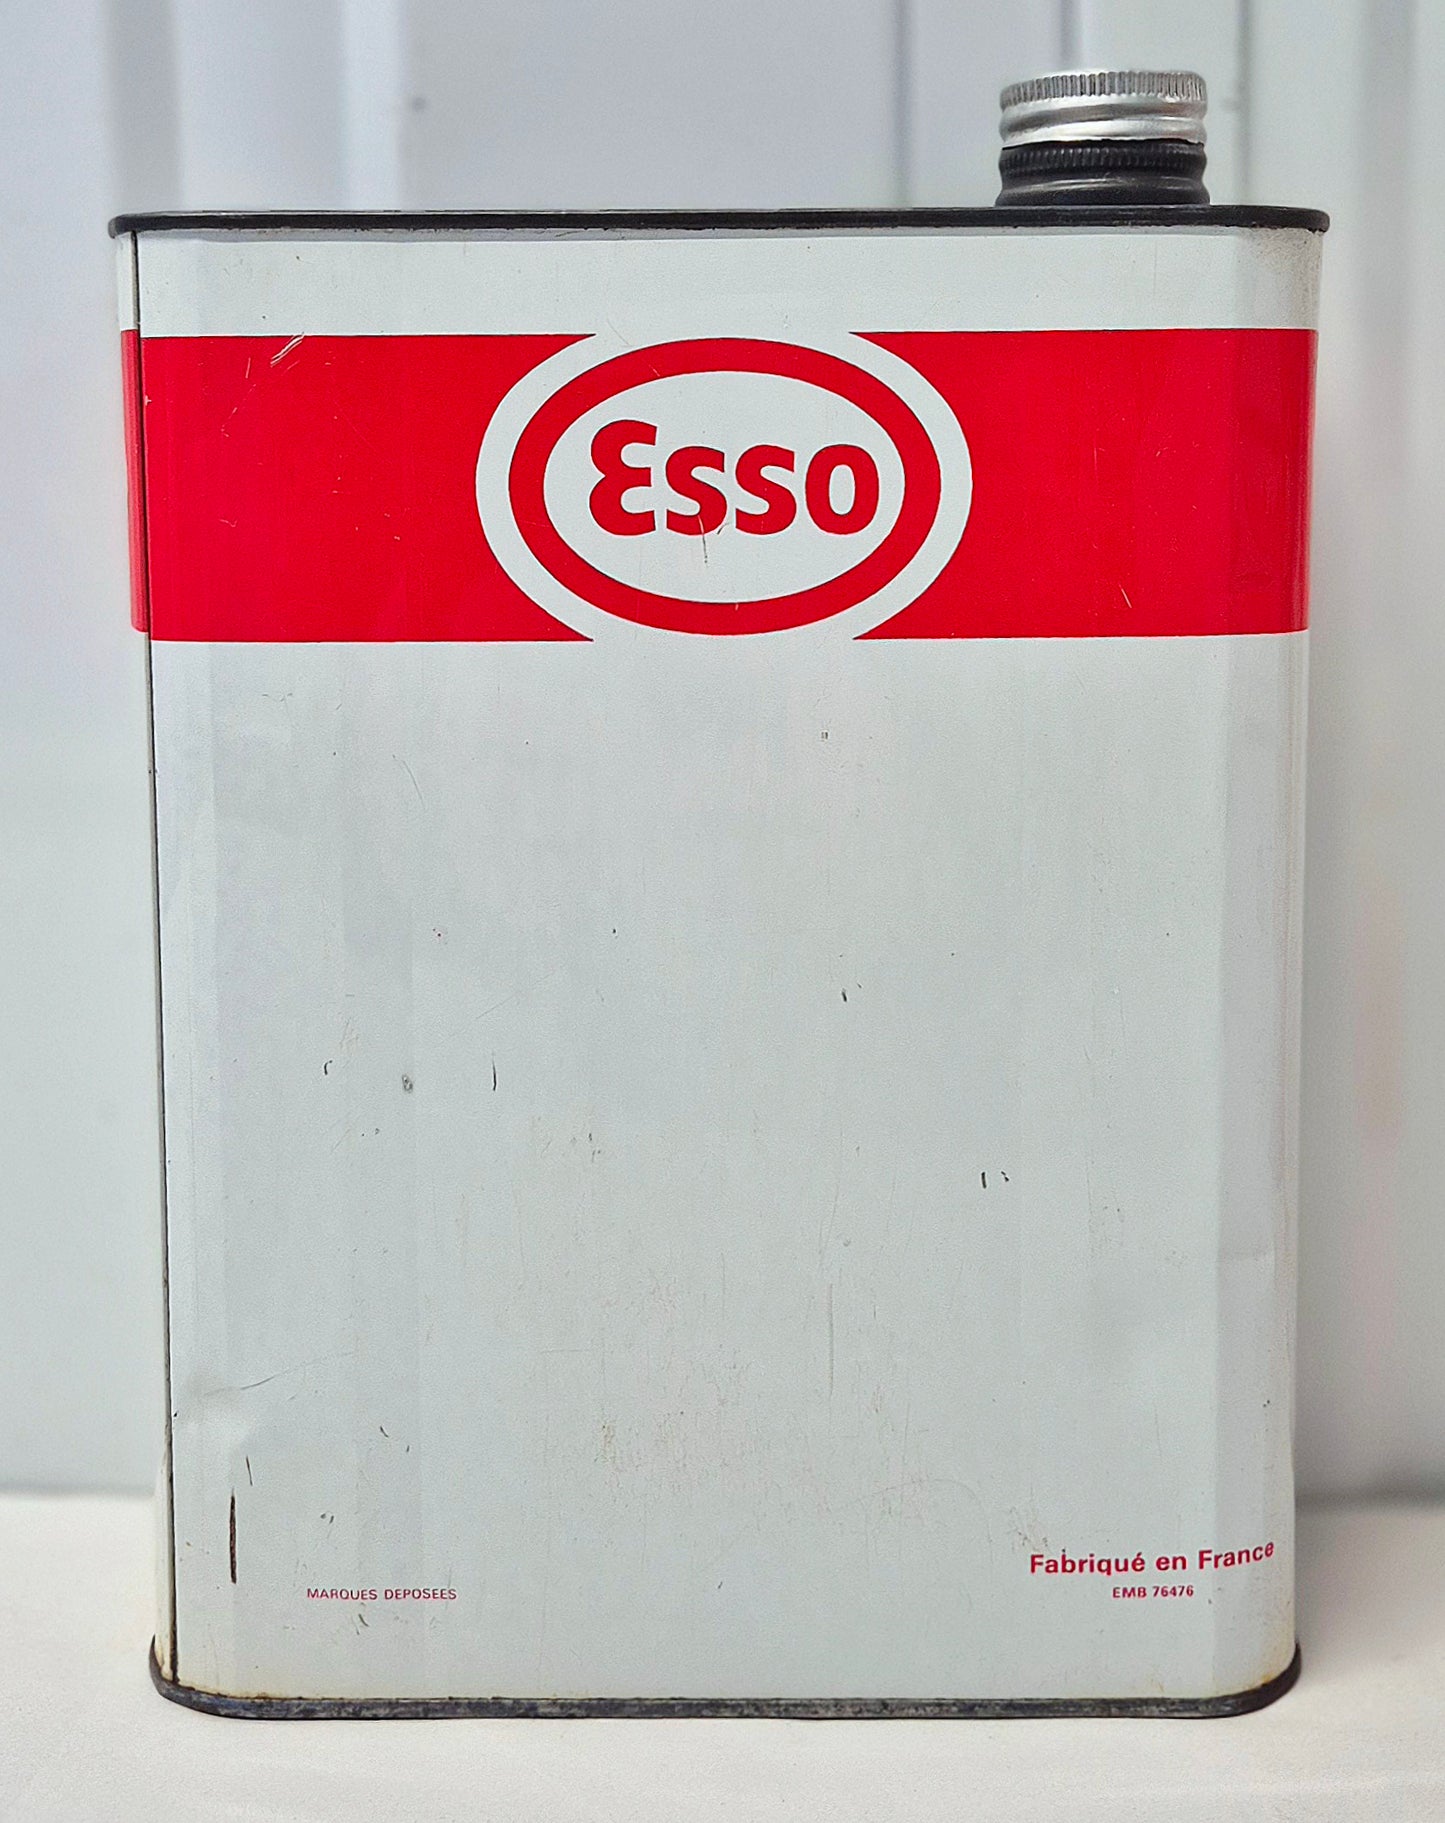 Esso
Fabriqué en France
MARQUES DEPOSEES
EMB 76476